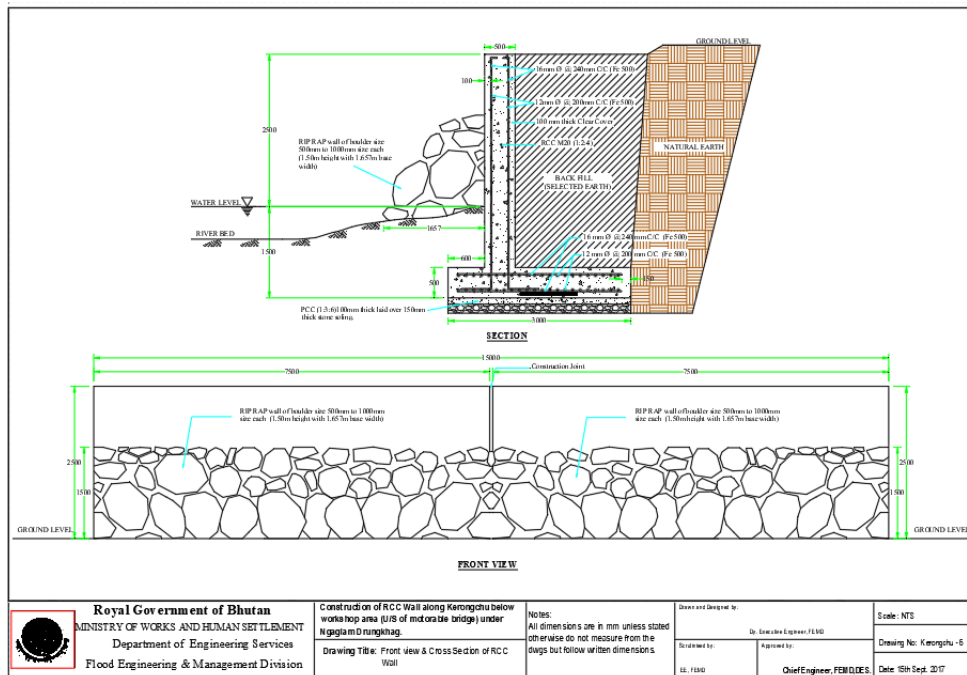 GROUND LEVEL
500
16mm Ø @ 240mm C/C (Fe 500)
100
12mm Ø @ 200mm C/C (Fe 500)
100 mm thick Clear Cover
2500
RIP RAP wall of boulder size
500mm to 1000mm size each
(1.50m height with 1.657m base
width)
RCC M20 (1:2:4)
NATURAL EARTH
BACK FILL
(SELECTED EARTH)
WATER LEVEL
1657
RIVER BED
16mm Ø @ 240mm C/C (Fe 500)
1500
12 mm Ø @ 200 mm C/C (Fe 500)
600
150
500
PCC (1:3:6)100mm thick laid over 150mm
thick stone soling.
3000
SECTION
15000
Construction Joint
7500
7500
RIP RAP wall of boulder size 500mm to 1000mm
size each (1.50m height with 1.657m base width)
RIP RAP wall of boulder size 500mm to 1000mm
size each (1.50m height with 1.657m base width)
2500
1500
2500
1500
GROUND LEVEL
GROUND LEVEL
FRONT VIEW
Royal Government of Bhutan
MINISTRY OF WORKS AND HUMAN SETTLEMENT
Department of Engineering Services
Flood Engineering & Management Division
Construction of RCC Wall along Kerongchu below
workshop area (U/S of motorable bridge) under
Ngaglam Drungkhag.
Drawing Title: Front view & Cross Section of RCC
Wall
Notes:
All dimensions are in mm unless stated
otherwise do not measure from the
dwgs but follow written dimensions.
Drawn and Designed by:
Dy. Executive Engineer, FEMD
Scrutinised by:
EE, FEMD
Approved by:
Chief Engineer, FEMD,DES.
Scale: NTS
Drawing No: Kerongchu - 6
Date: 15th Sept. 2017